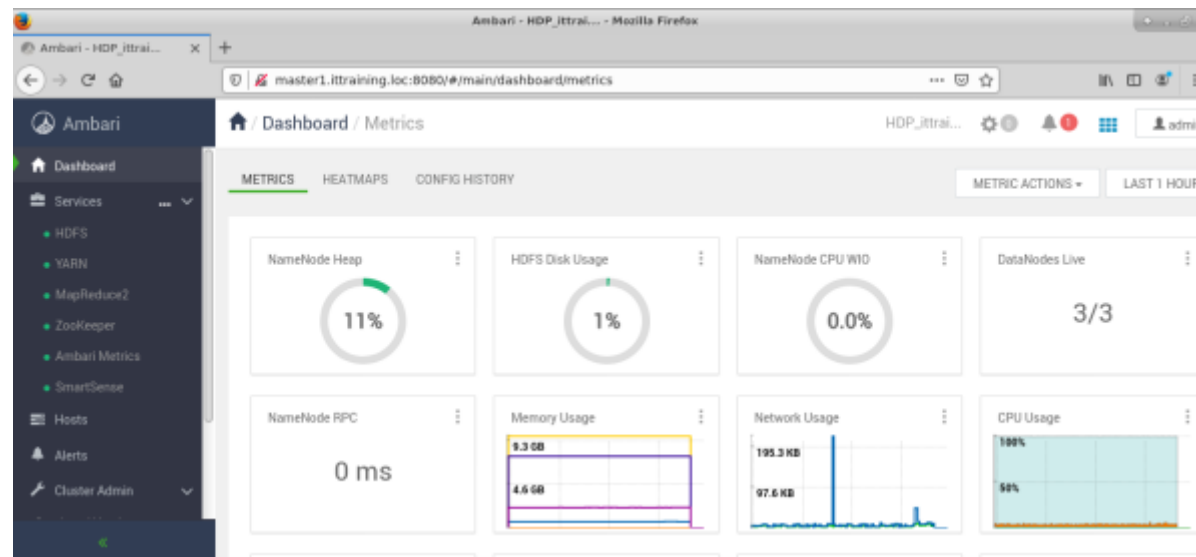 Ambari - HDP_ittrai... - Mozilla Firefox
Ambari - HDP_ittrai...
master1.ittraining.loc:8080/#/main/dashboard/metrics
Ambari
/ Dashboard / Metrics
HDP_ittrai...
0
1
admi
Dashboard
Services
HDFS
YARN
MapReduce2
ZooKeeper
Ambari Metrics
SmartSense
Hosts
Alerts
Cluster Admin
METRICS HEATMAPS CONFIG HISTORY
METRIC ACTIONS
LAST 1 HOUR
NameNode Heap
11%
HDFS Disk Usage
1%
NameNode CPU WIO
0.0%
DataNodes Live
3/3
NameNode RPC
0 ms
Memory Usage
9.3 GB
4.6 GB
Network Usage
195.3 KB
97.6 KB
CPU Usage
100%
50%